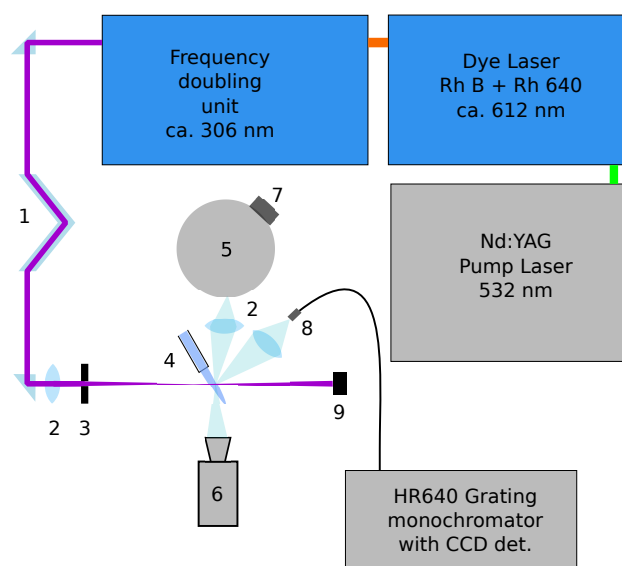 Frequency
doubling
unit
ca. 306 nm
Dye Laser
Rh B + Rh 640
ca. 612 nm
Nd:YAG
Pump Laser
532 nm
1
7
5
2
8
4
2
3
9
6
HR640 Grating
monochromator
with CCD det.